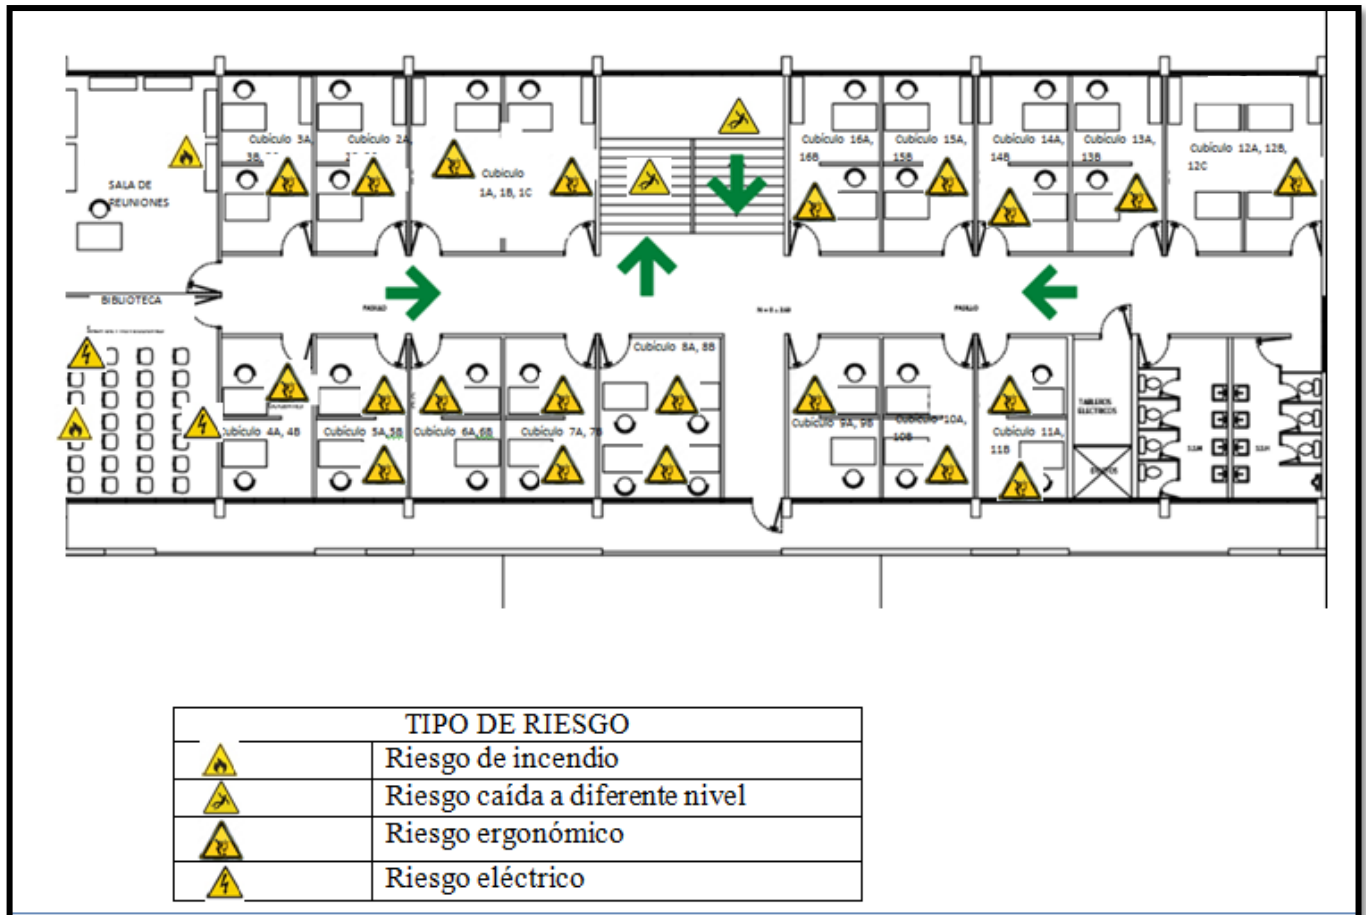 Cubículo 3A,
3B,
Cubículo 2A,
Cubículo
1A, 1B, 1C
Cubículo 16A,
16B
Cubículo 15A,
15B
Cubículo 14A,
14B
Cubículo 13A,
13B
Cubículo 12A, 12B,
12C
SALA DE
REUNIONES
BIBLIOTECA
PASILLO
PASILLO
Cubículo 8A, 8B
Cubículo 4A, 4B
Cubículo 5A,5B
Cubículo 6A,6B
Cubículo 7A, 7B
Cubículo 9A, 9B
Cubículo 10A,
10B
Cubículo 11A,
11B
TABLEROS
ELECTRICOS
TIPO DE RIESGO
Riesgo de incendio
Riesgo caída a diferente nivel
Riesgo ergonómico
Riesgo eléctrico